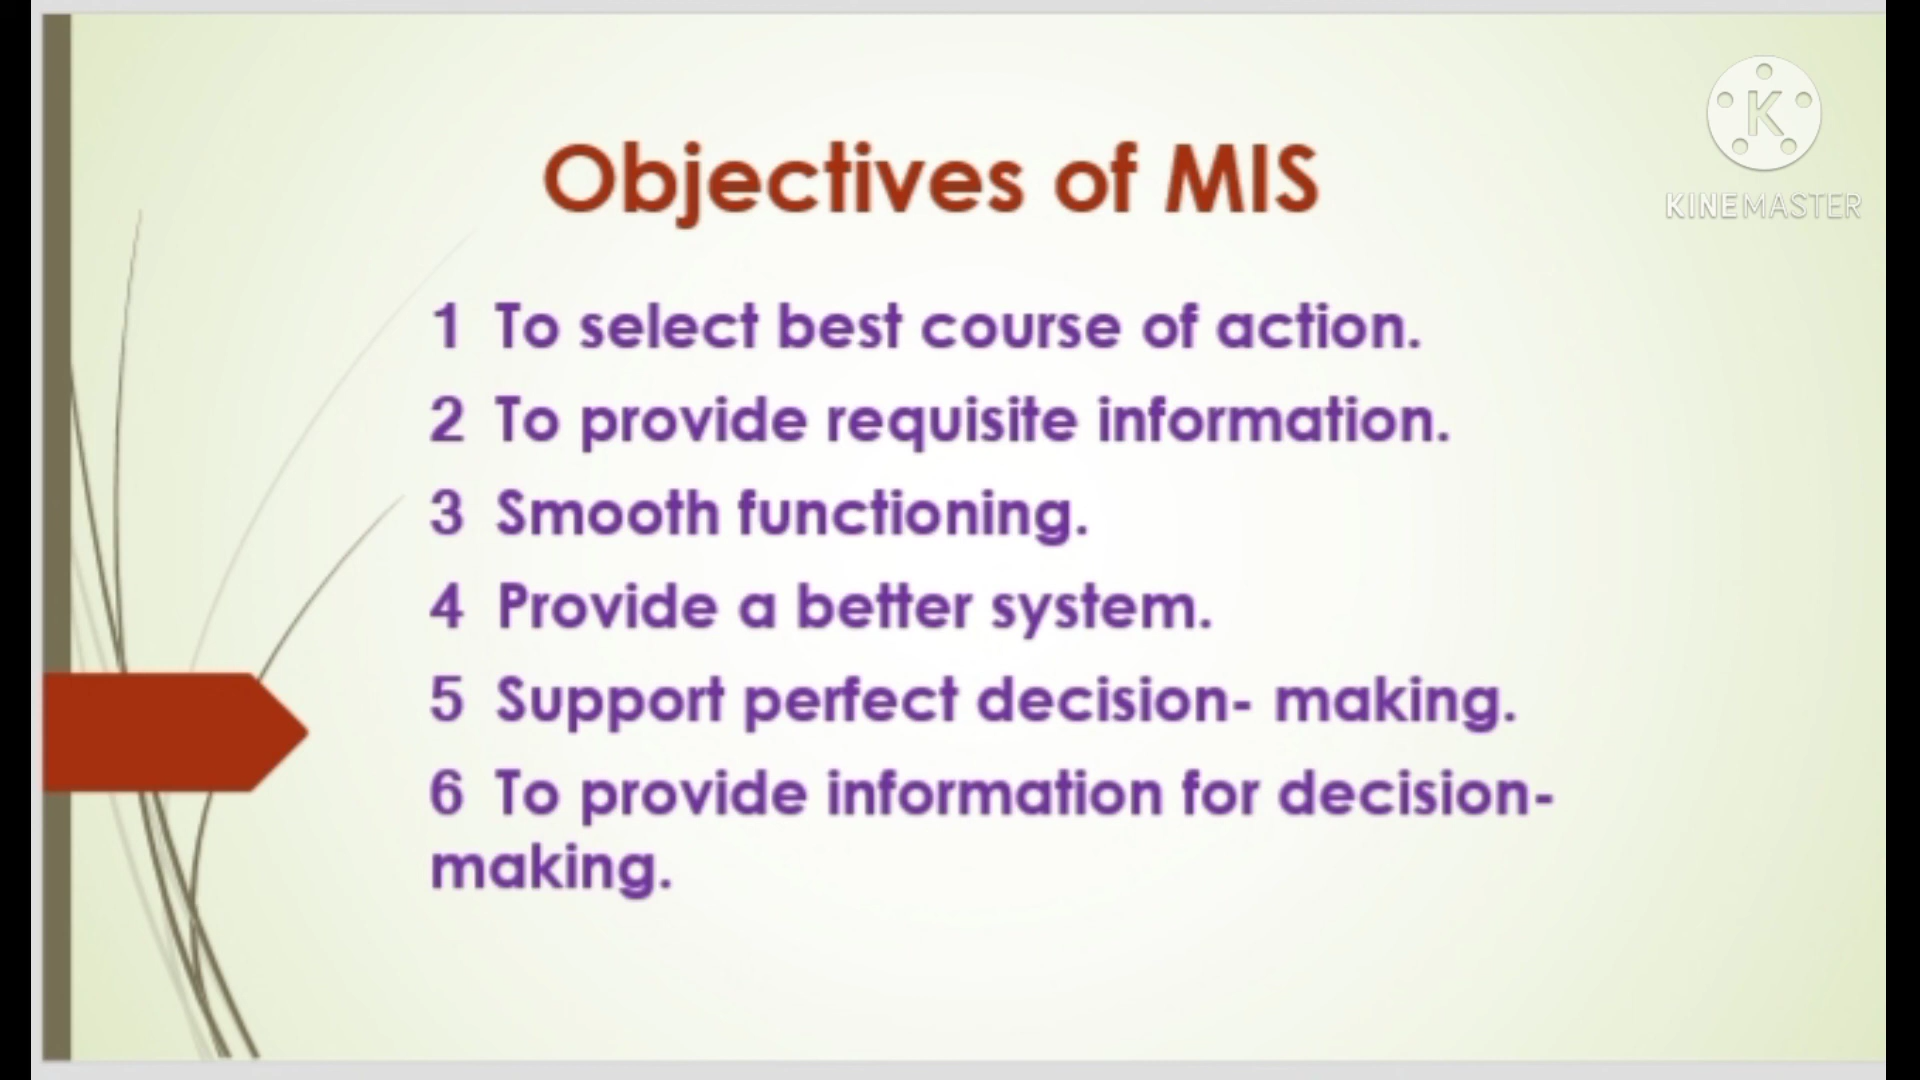 Objectives of MIS
K
KINEMASTER
1 To select best course of action.
2 To provide requisite information.
3 Smooth functioning.
4 Provide a better system.
5 Support perfect decision- making.
6 To provide information for decision-
making.